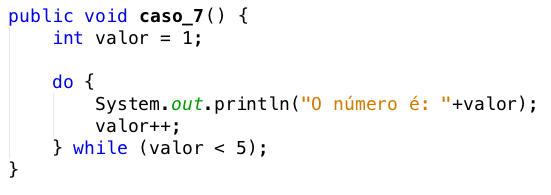 public void caso_7() {
    int valor = 1;

    do {
        System.out.println("O número é: "+valor);
        valor++;
    } while (valor < 5);
}